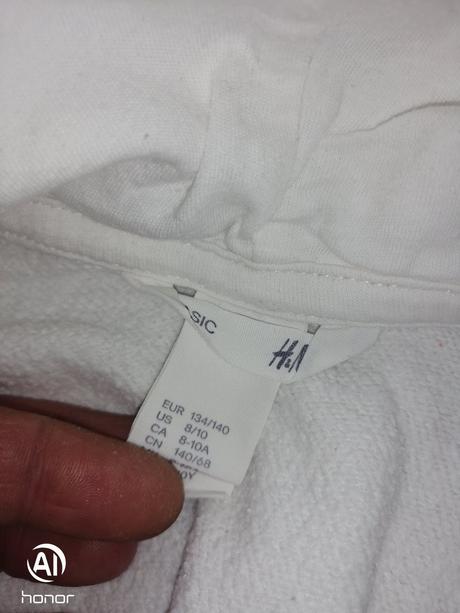 SIC
H&M
EUR 134/140
US 8/10
CA 8-10A
CN 140/68
AI
honor